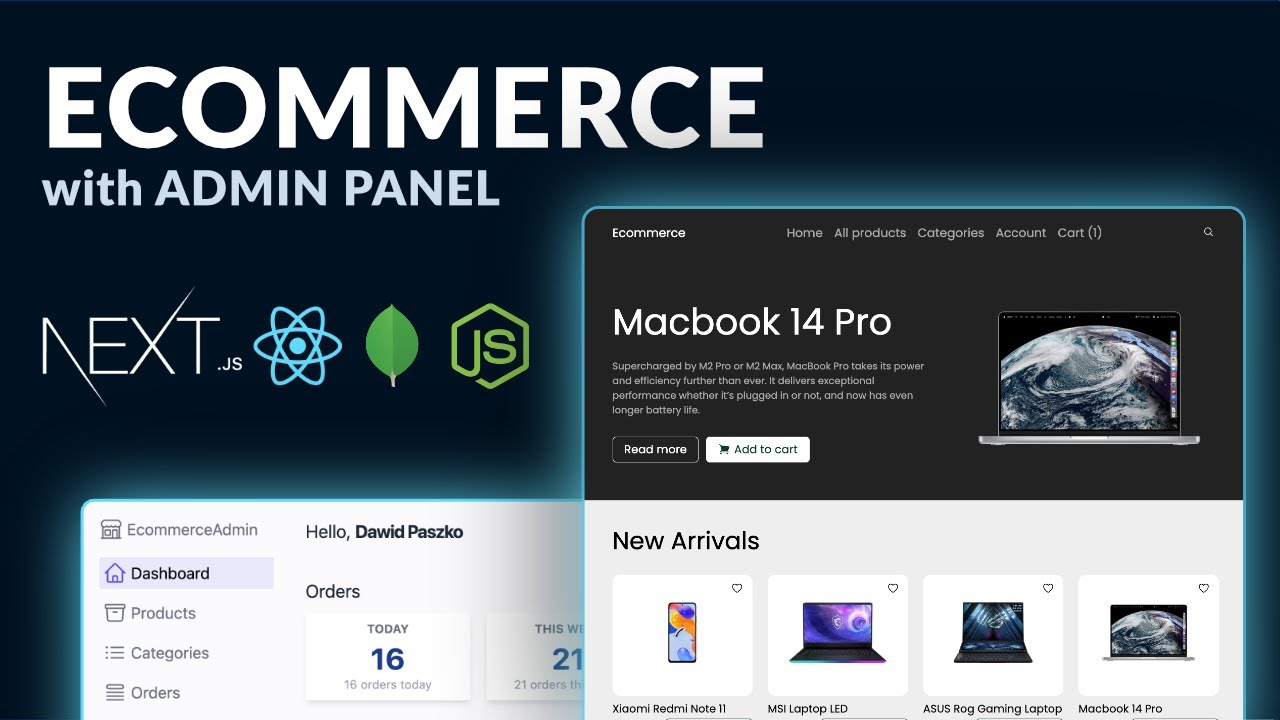 ECOMMERCE
with ADMIN PANEL
NEXT.JS
JS
Ecommerce
Home All products Categories Account Cart (1)
Macbook 14 Pro
Supercharged by M2 Pro or M2 Max, MacBook Pro takes its power
and efficiency further than ever. It delivers exceptional
performance whether it's plugged in or not, and now has even
longer battery life.
Read more Add to cart
New Arrivals
Xiaomi Redmi Note 11 MSI Laptop LED ASUS Rog Gaming Laptop Macbook 14 Pro
EcommerceAdmin
Dashboard
Products
Categories
Orders
Hello, Dawid Paszko
Orders
TODAY
16
16 orders today
THIS
21
21 orders